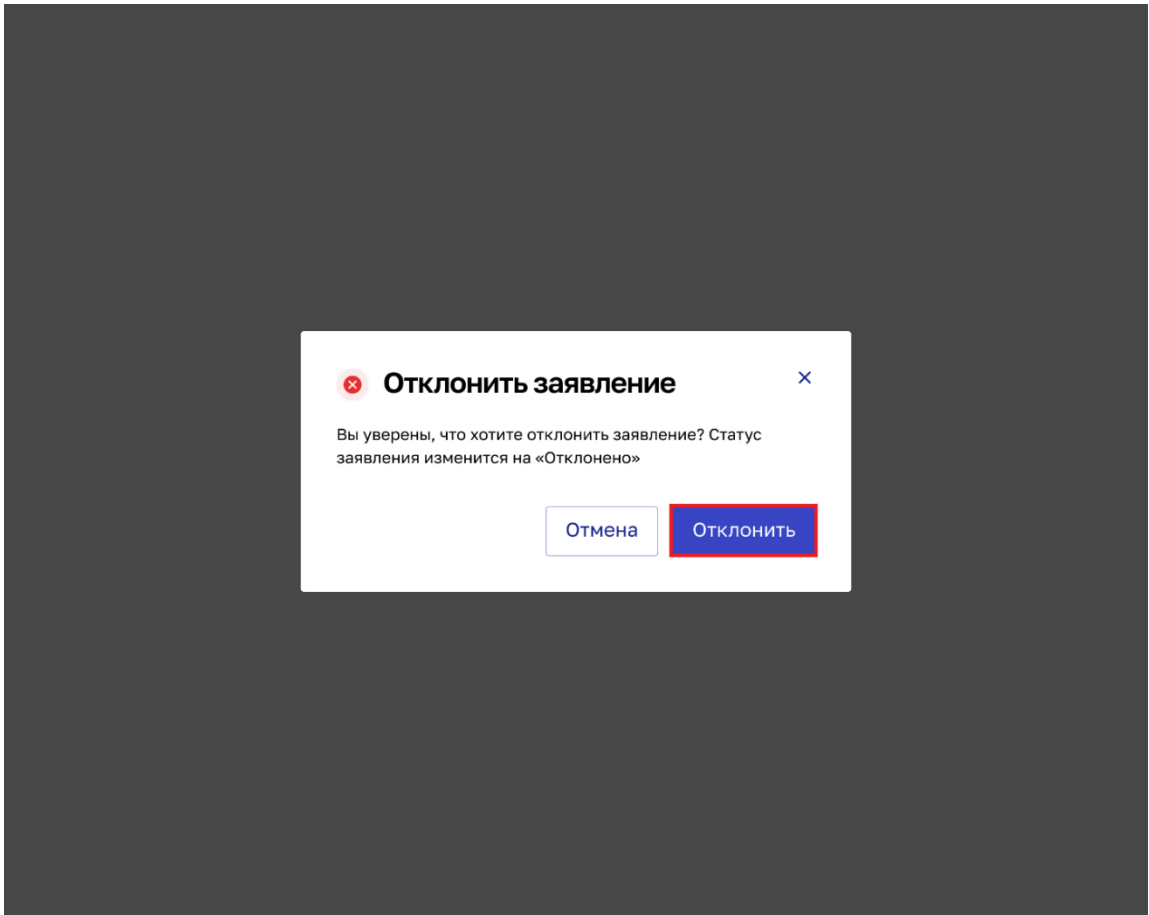 Отклонить заявление
Вы уверены, что хотите отклонить заявление? Статус
заявления изменится на «Отклонено»
Отмена
Отклонить